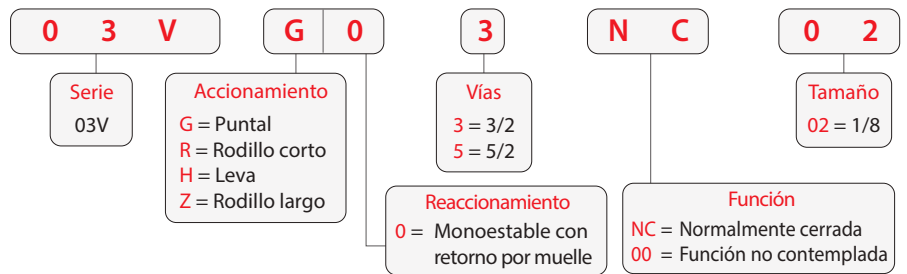 0 3 V G 0 3 N C 0 2
Serie
03V
Accionamiento
G = Puntal
R = Rodillo corto
H = Leva
Z = Rodillo largo
Vías
3 = 3/2
5 = 5/2
Tamaño
02 = 1/8
Reaccionamiento
0 = Monoestable con
retorno por muelle
Función
NC = Normalmente cerrada
00 = Función no contemplada